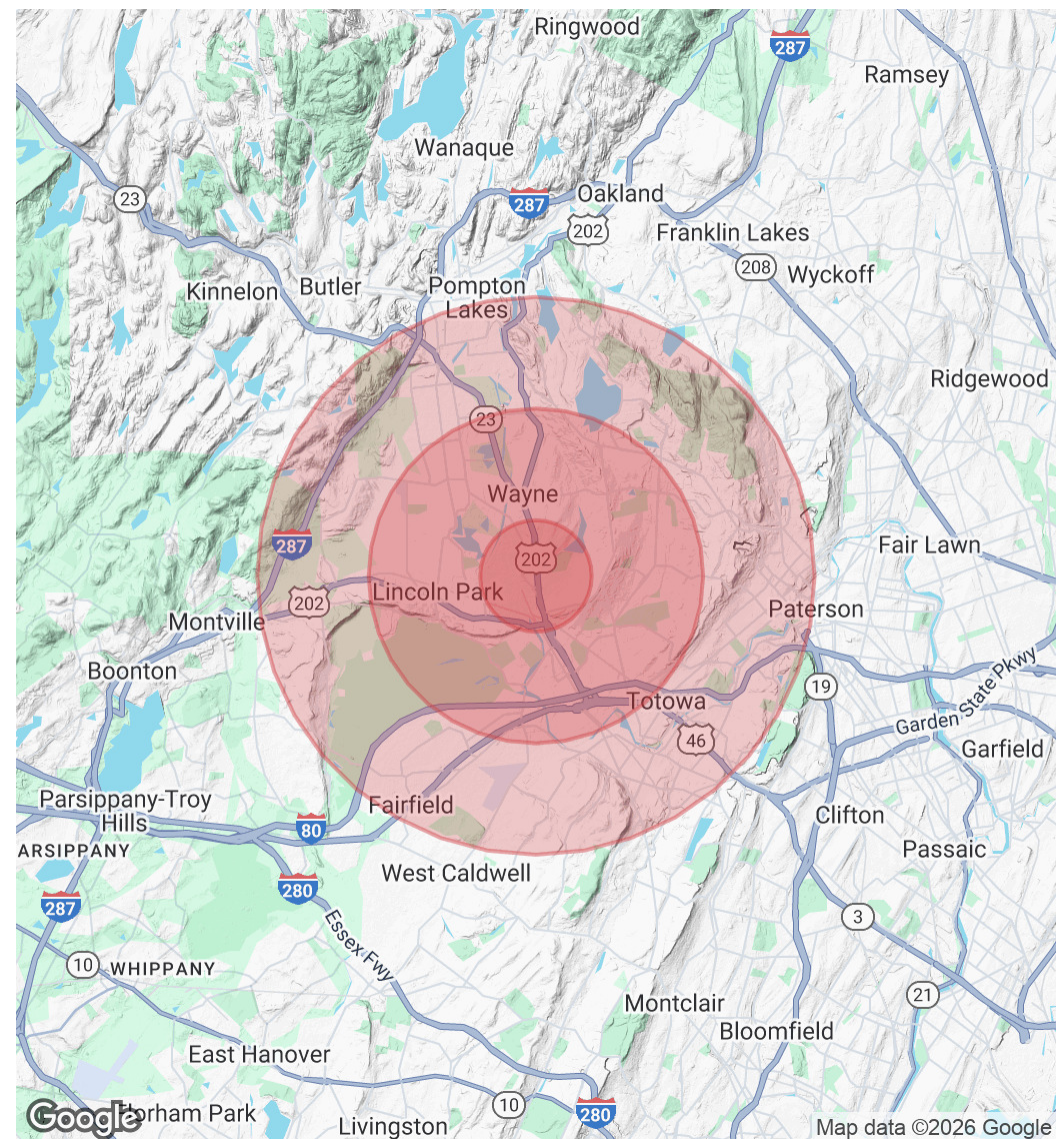 Ringwood
287
Ramsey
Wanaque
23
287
Oakland
202
Franklin Lakes
208
Wyckoff
Kinnelon
Butler
Pompton
Lakes
Ridgewood
23
Wayne
287
202
Fair Lawn
202
Lincoln Park
Paterson
Montville
Boonton
19
Totowa
Garden State Pkwy
46
Garfield
Parsippany-Troy
Hills
Fairfield
80
Clifton
ARSIPPANY
Passaic
West Caldwell
280
287
3
Essex Fwy
10
WHIPPANY
21
Montclair
Bloomfield
East Hanover
10
280
Google
lorham Park
Livingston
Map data ©2026 Google